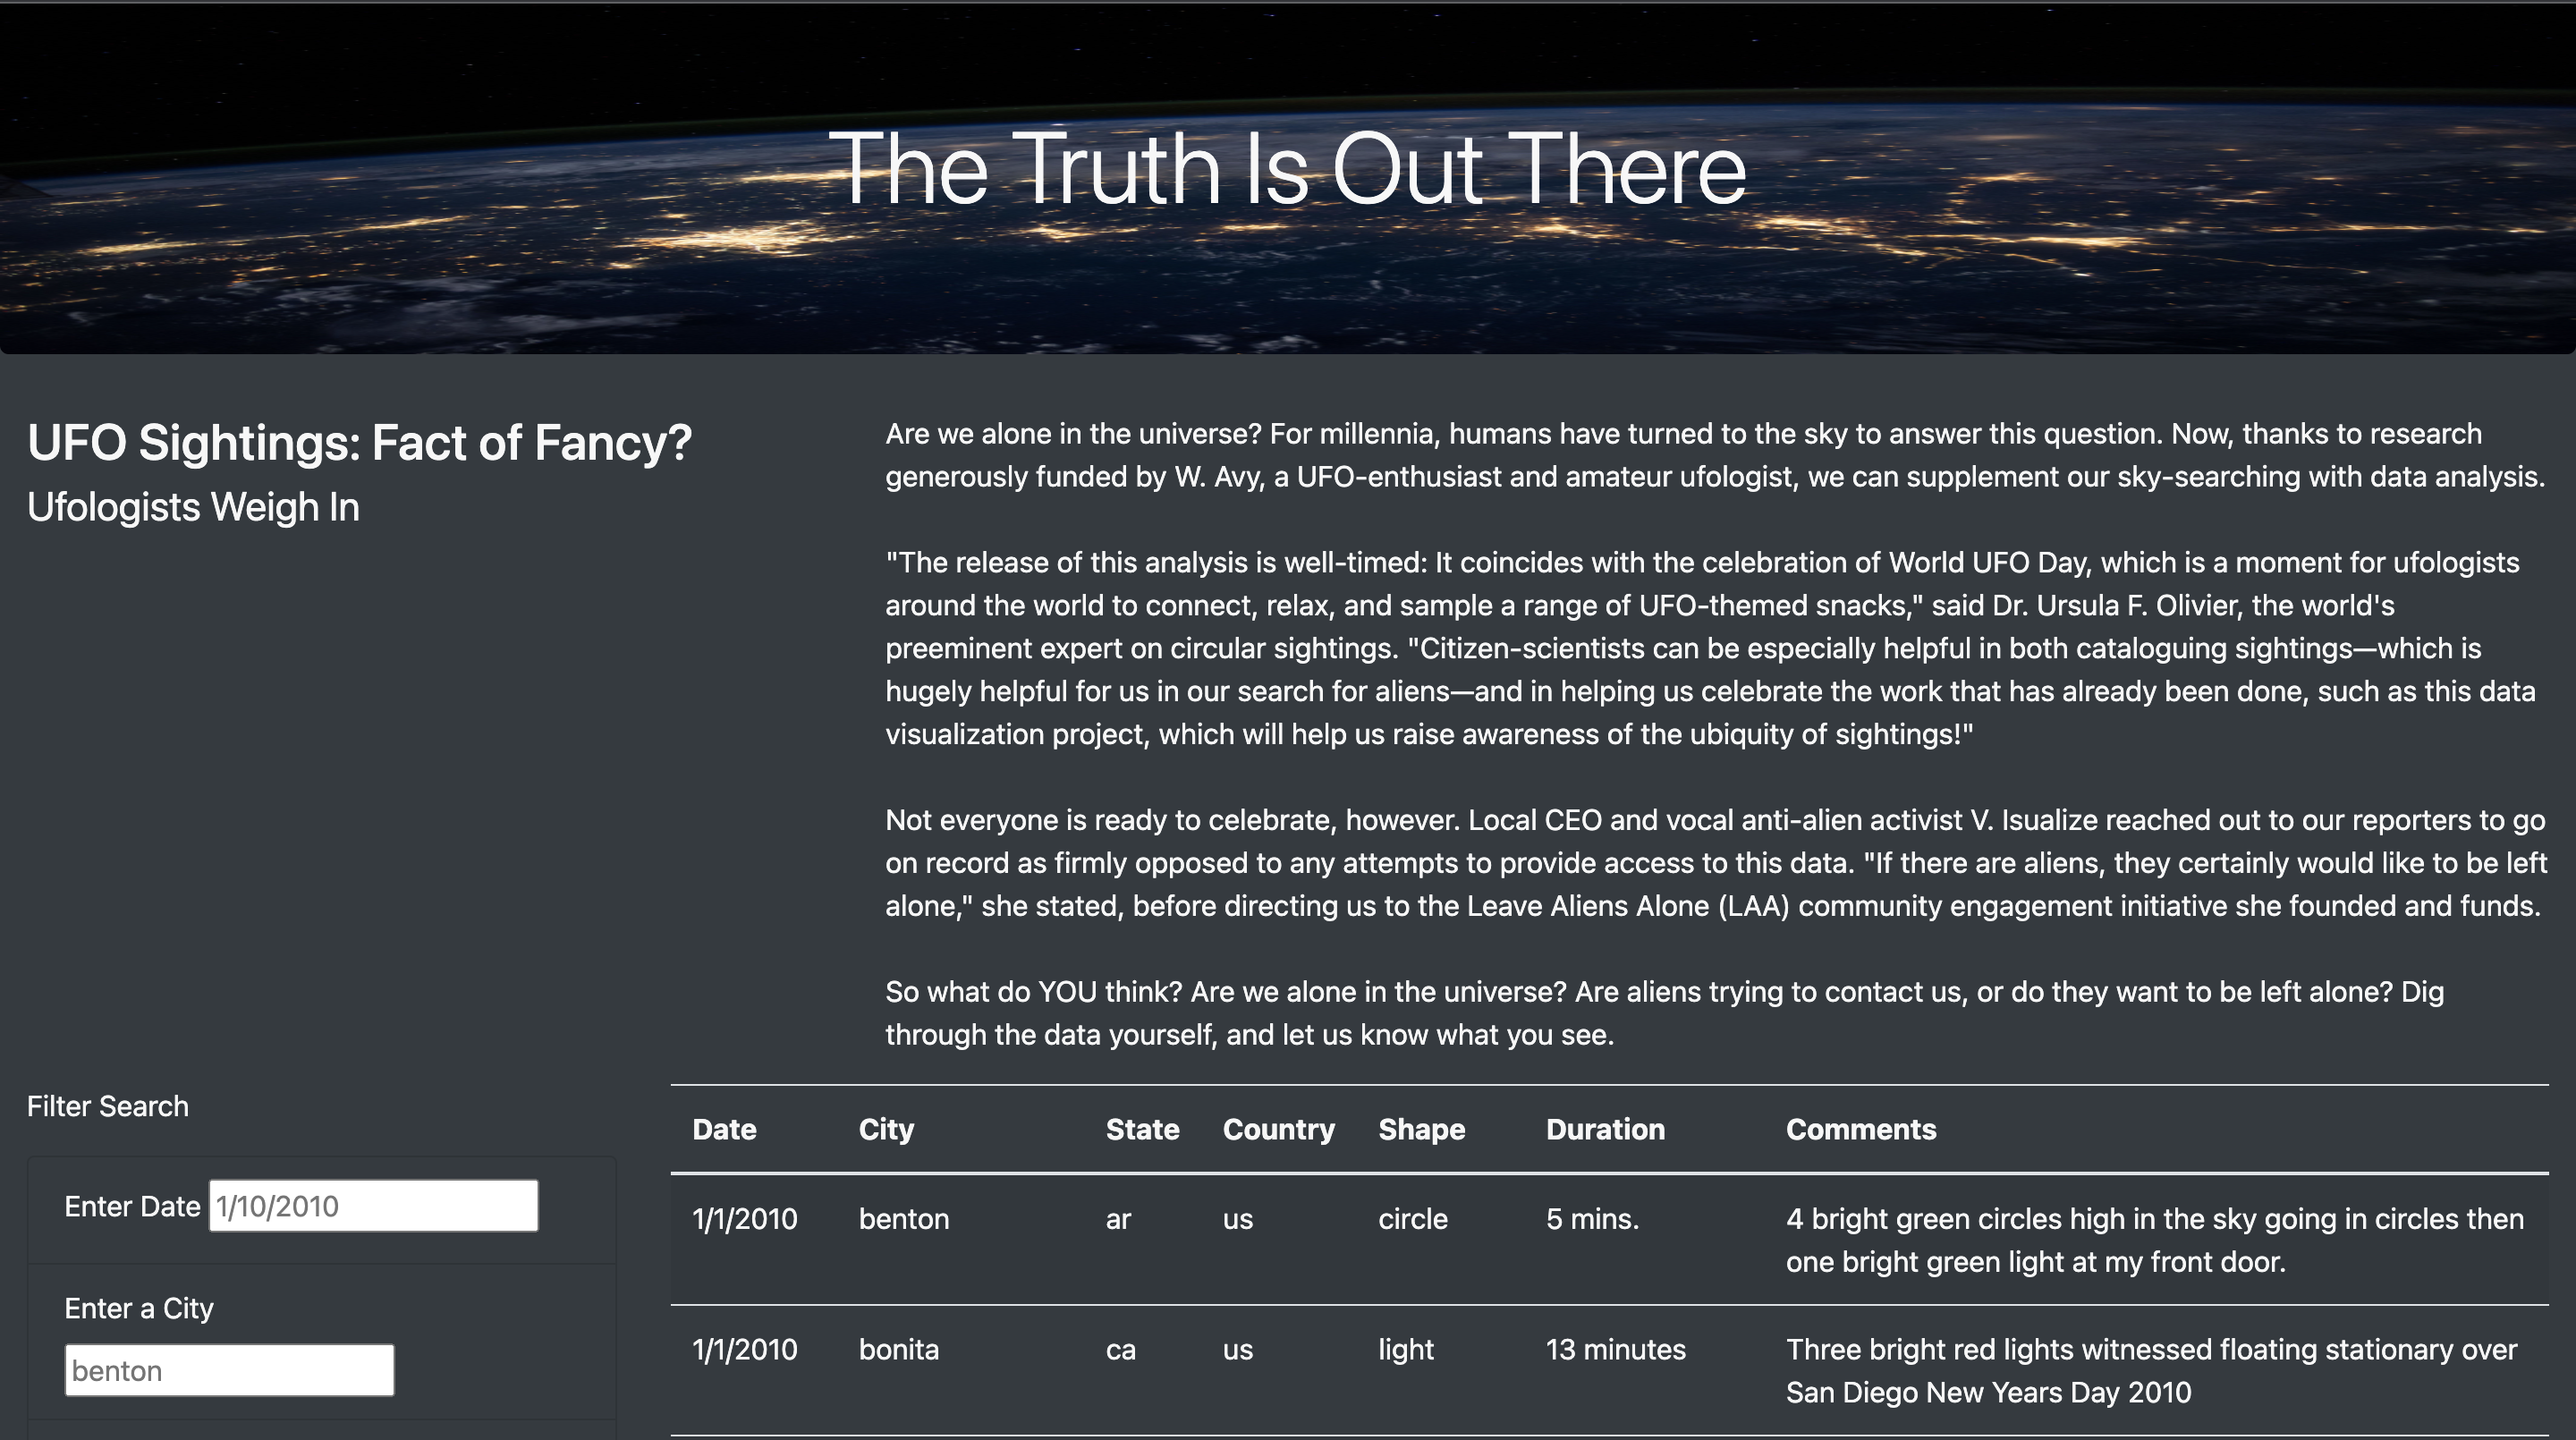 The Truth Is Out There
UFO Sightings: Fact of Fancy?
Ufologists Weigh In
Are we alone in the universe? For millennia, humans have turned to the sky to answer this question. Now, thanks to research
generously funded by W. Avy, a UFO-enthusiast and amateur ufologist, we can supplement our sky-searching with data analysis.
"The release of this analysis is well-timed: It coincides with the celebration of World UFO Day, which is a moment for ufologists
around the world to connect, relax, and sample a range of UFO-themed snacks," said Dr. Ursula F. Olivier, the world's
preeminent expert on circular sightings. "Citizen-scientists can be especially helpful in both cataloguing sightings—which is
hugely helpful for us in our search for aliens—and in helping us celebrate the work that has already been done, such as this data
visualization project, which will help us raise awareness of the ubiquity of sightings!"
Not everyone is ready to celebrate, however. Local CEO and vocal anti-alien activist V. Isualize reached out to our reporters to go
on record as firmly opposed to any attempts to provide access to this data. "If there are aliens, they certainly would like to be left
alone," she stated, before directing us to the Leave Aliens Alone (LAA) community engagement initiative she founded and funds.
So what do YOU think? Are we alone in the universe? Are aliens trying to contact us, or do they want to be left alone? Dig
through the data yourself, and let us know what you see.
Filter Search
Enter Date 1/10/2010
Enter a City
benton
Date City State Country Shape Duration Comments
1/1/2010 benton ar us circle 5 mins. 4 bright green circles high in the sky going in circles then
one bright green light at my front door.
1/1/2010 bonita ca us light 13 minutes Three bright red lights witnessed floating stationary over
San Diego New Years Day 2010